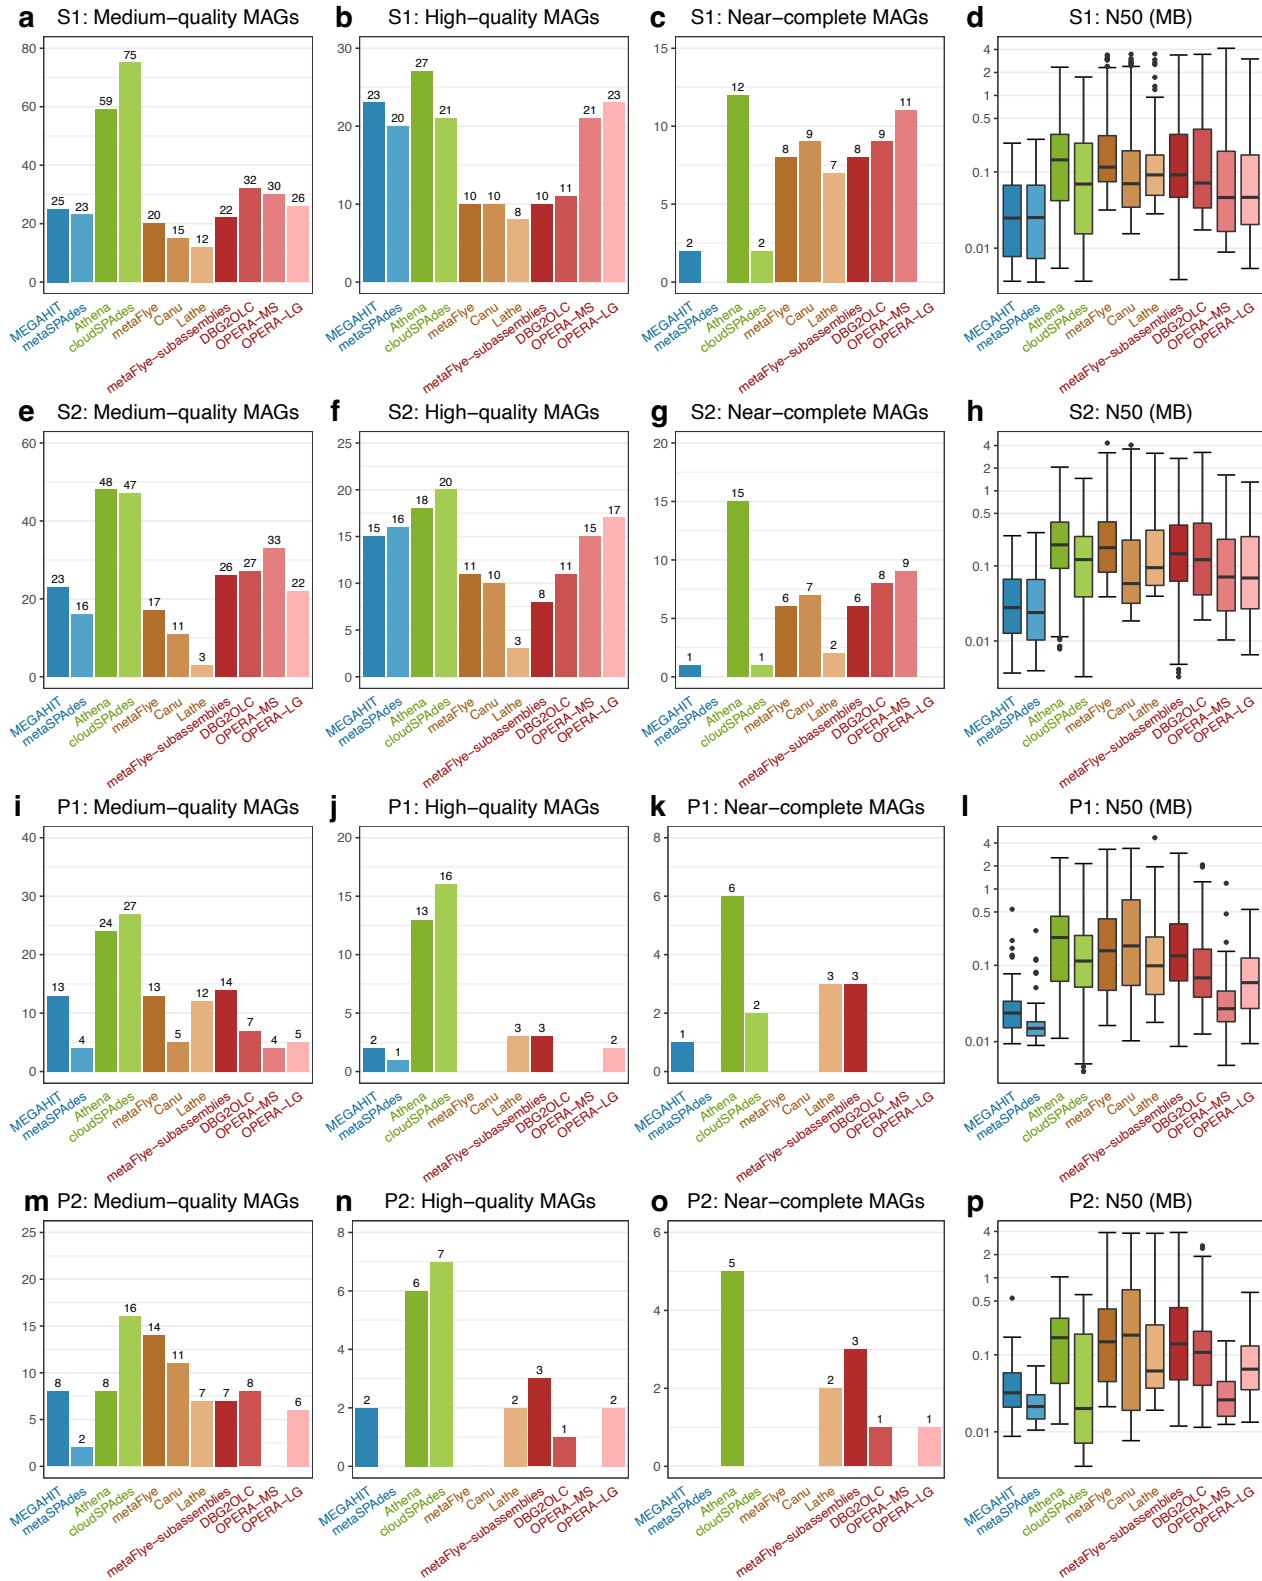 a S1: Medium−quality MAGs
80
60
40
20
0
25 23 59 75 20 15 12 22 32 30 26
MEGAHIT metaSPAdes Athena cloudSPAdes metaFlye Canu Lathe metaFlye−subassemblies DBG2OLC OPERA−MS OPERA−LG
b S1: High−quality MAGs
30
20
10
0
23 20 27 21 10 10 8 10 11 21 23
MEGAHIT metaSPAdes Athena cloudSPAdes metaFlye Canu Lathe metaFlye−subassemblies DBG2OLC OPERA−MS OPERA−LG
c S1: Near−complete MAGs
15
10
5
0
2 12 2 8 9 7 8 9 11
MEGAHIT metaSPAdes Athena cloudSPAdes metaFlye Canu Lathe metaFlye−subassemblies DBG2OLC OPERA−MS OPERA−LG
d S1: N50 (MB)
4
2
1
0.5
0.1
0.01
MEGAHIT metaSPAdes Athena cloudSPAdes metaFlye Canu Lathe metaFlye−subassemblies DBG2OLC OPERA−MS OPERA−LG
e S2: Medium−quality MAGs
60
40
20
0
23 16 48 47 17 11 3 26 27 33 22
MEGAHIT metaSPAdes Athena cloudSPAdes metaFlye Canu Lathe metaFlye−subassemblies DBG2OLC OPERA−MS OPERA−LG
f S2: High−quality MAGs
25
20
15
10
5
0
15 16 18 20 11 10 3 8 11 15 17
MEGAHIT metaSPAdes Athena cloudSPAdes metaFlye Canu Lathe metaFlye−subassemblies DBG2OLC OPERA−MS OPERA−LG
g S2: Near−complete MAGs
20
15
10
5
0
1 15 1 6 7 2 6 8 9
MEGAHIT metaSPAdes Athena cloudSPAdes metaFlye Canu Lathe metaFlye−subassemblies DBG2OLC OPERA−MS OPERA−LG
h S2: N50 (MB)
4
2
1
0.5
0.1
0.01
MEGAHIT metaSPAdes Athena cloudSPAdes metaFlye Canu Lathe metaFlye−subassemblies DBG2OLC OPERA−MS OPERA−LG
i P1: Medium−quality MAGs
40
30
20
10
0
13 4 24 27 13 5 12 14 7 4 5
MEGAHIT metaSPAdes Athena cloudSPAdes metaFlye Canu Lathe metaFlye−subassemblies DBG2OLC OPERA−MS OPERA−LG
j P1: High−quality MAGs
20
15
10
5
0
2 1 13 16 3 3 2
MEGAHIT metaSPAdes Athena cloudSPAdes metaFlye Canu Lathe metaFlye−subassemblies DBG2OLC OPERA−MS OPERA−LG
k P1: Near−complete MAGs
8
6
4
2
0
1 6 2 3 3
MEGAHIT metaSPAdes Athena cloudSPAdes metaFlye Canu Lathe metaFlye−subassemblies DBG2OLC OPERA−MS OPERA−LG
l P1: N50 (MB)
4
2
1
0.5
0.1
0.01
MEGAHIT metaSPAdes Athena cloudSPAdes metaFlye Canu Lathe metaFlye−subassemblies DBG2OLC OPERA−MS OPERA−LG
m P2: Medium−quality MAGs
25
20
15
10
5
0
8 2 8 16 14 11 7 7 8 6
MEGAHIT metaSPAdes Athena cloudSPAdes metaFlye Canu Lathe metaFlye−subassemblies DBG2OLC OPERA−MS OPERA−LG
n P2: High−quality MAGs
8
6
4
2
0
2 6 7 2 3 1 2
MEGAHIT metaSPAdes Athena cloudSPAdes metaFlye Canu Lathe metaFlye−subassemblies DBG2OLC OPERA−MS OPERA−LG
o P2: Near−complete MAGs
6
4
2
0
5 2 3 1 1
MEGAHIT metaSPAdes Athena cloudSPAdes metaFlye Canu Lathe metaFlye−subassemblies DBG2OLC OPERA−MS OPERA−LG
p P2: N50 (MB)
4
2
1
0.5
0.1
0.01
MEGAHIT metaSPAdes Athena cloudSPAdes metaFlye Canu Lathe metaFlye−subassemblies DBG2OLC OPERA−MS OPERA−LG